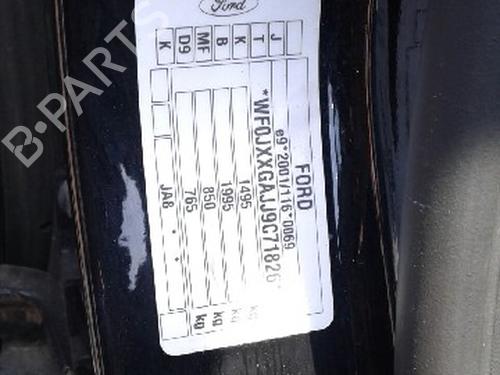 Ford
FORD
e9*2001/116*0069
*WF0JXXGAJJ9C71826*
1495 kg
1995 kg
850 kg
765 kg
JA8 * *
K D9 MF B K T J
B-PARTS